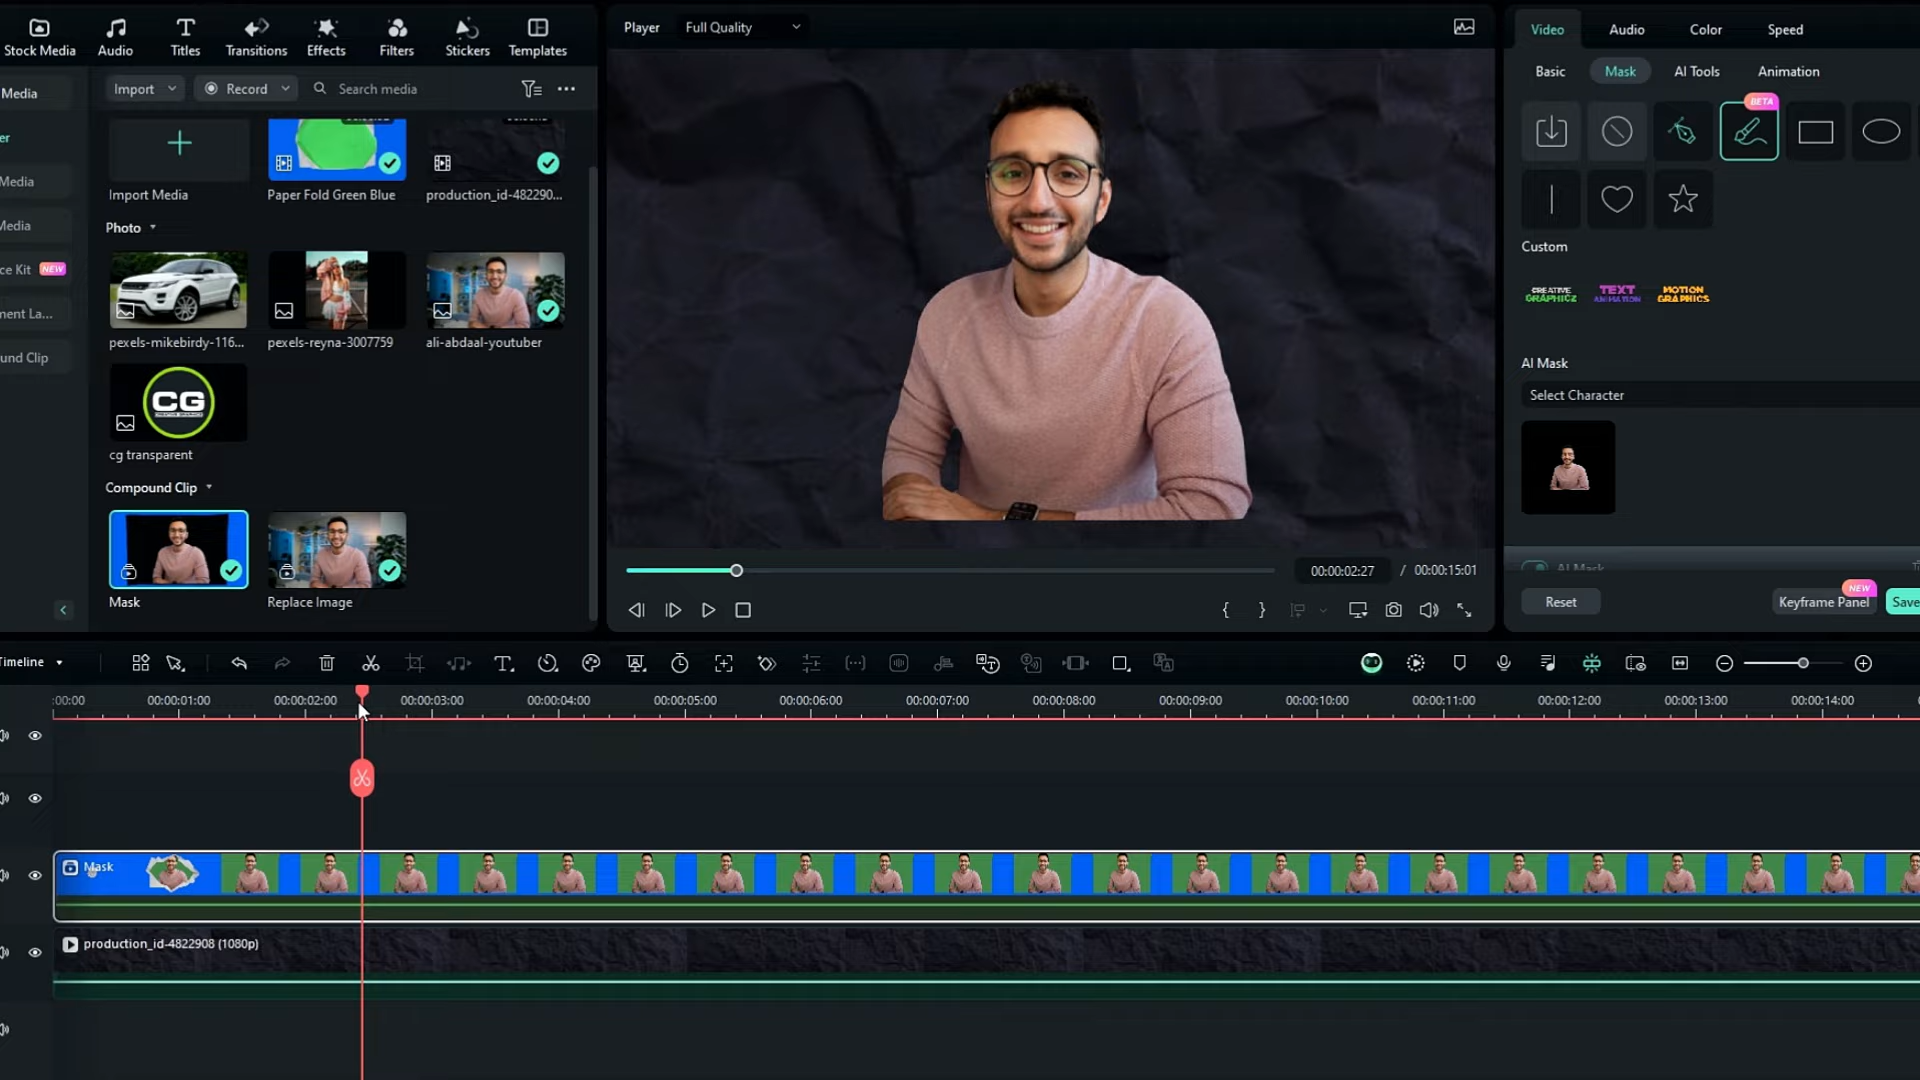 Stock Media
Audio
Titles
Transitions
Effects
Filters
Stickers
Templates
Media
er
Media
Media
ce Kit NEW
ment La...
und Clip
Import
Record
Search media
Import Media
Paper Fold Green Blue
production_id-482290...
Photo
pexels-mikebirdy-116...
pexels-reyna-3007759
ali-abdaal-youtuber
CG
cg transparent
Compound Clip
Mask
Replace Image
Player
Full Quality
00:00:02:27 / 00:00:15:01
Video
Audio
Color
Speed
Basic
Mask
AI Tools
Animation
BETA
Custom
CREATIVE
GRAPHICZ
TEXT
ANIMATION
MOTION
GRAPHICS
AI Mask
Select Character
AI Mask
Reset
NEW
Keyframe Panel
Save
Timeline
:00:00
00:00:01:00
00:00:02:00
00:00:03:00
00:00:04:00
00:00:05:00
00:00:06:00
00:00:07:00
00:00:08:00
00:00:09:00
00:00:10:00
00:00:11:00
00:00:12:00
00:00:13:00
00:00:14:00
Mask
production_id-4822908 (1080p)